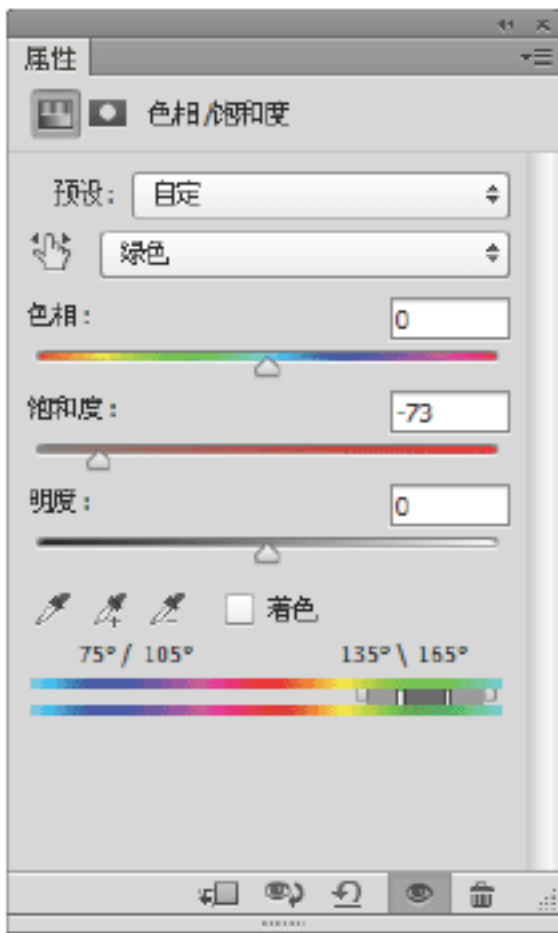 属性
色相/饱和度
预设： 自定
绿色
色相： 0
饱和度： -73
明度： 0
着色
75°/ 105° 135°\ 165°